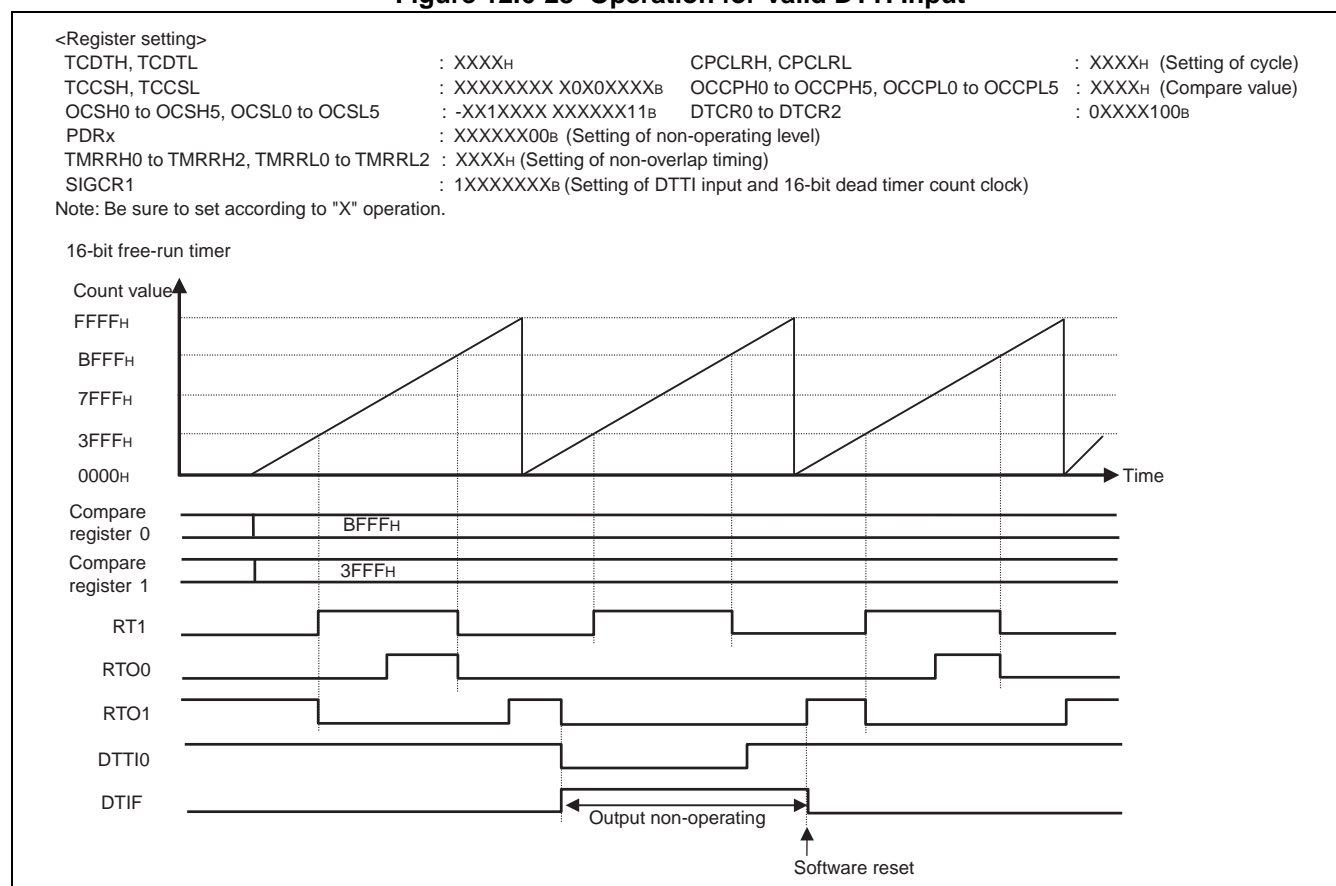 <Register setting>
TCDTH, TCDTL : XXXXH CPCLRH, CPCLRL : XXXXH (Setting of cycle)
TCCSH, TCCSL : XXXXXXXX X0X0XXXXB OCCPH0 to OCCPH5, OCCPL0 to OCCPL5 : XXXXH (Compare value)
OCSH0 to OCSH5, OCSL0 to OCSL5 : -XX1XXXX XXXXXX11B DTCR0 to DTCR2 : 0XXXX100B
PDRx : XXXXXX00B (Setting of non-operating level)
TMRRH0 to TMRRH2, TMRRL0 to TMRRL2 : XXXXH (Setting of non-overlap timing)
SIGCR1 : 1XXXXXXXB (Setting of DTTI input and 16-bit dead timer count clock)
Note: Be sure to set according to "X" operation.
16-bit free-run timer
Count value
FFFFH
BFFFH
7FFFH
3FFFH
0000H
Time
Compare
register 0
BFFFH
Compare
register 1
3FFFH
RT1
RTO0
RTO1
DTTI0
DTIF
Output non-operating
Software reset